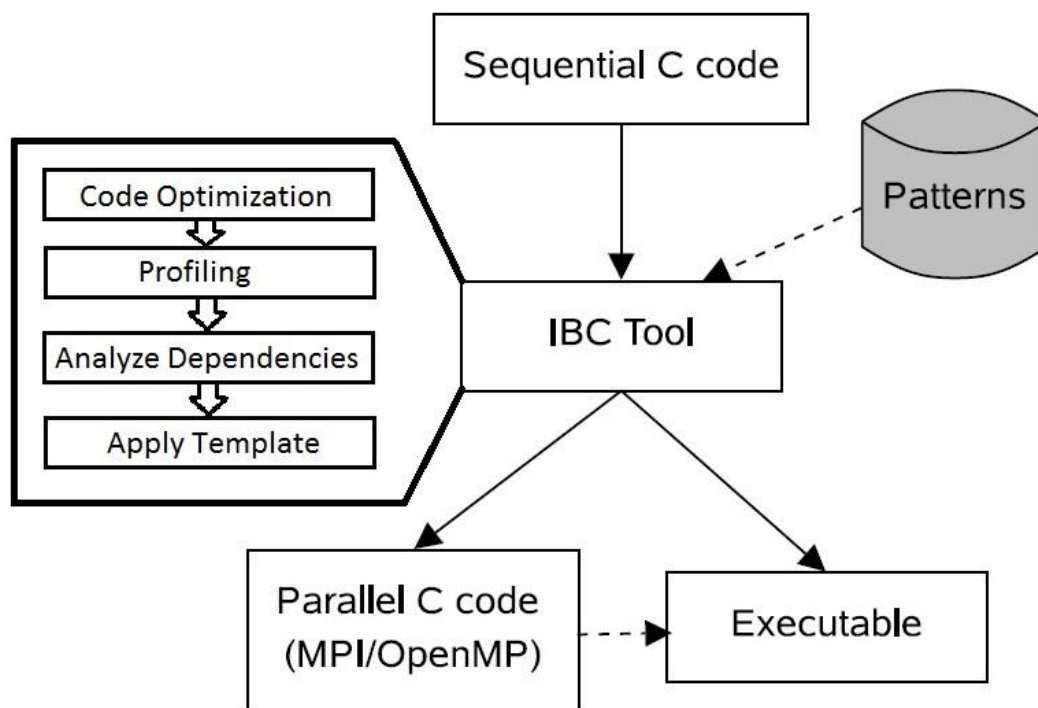 Sequential C code
Patterns
Code Optimization
Profiling
Analyze Dependencies
Apply Template
IBC Tool
Parallel C code
(MPI/OpenMP)
Executable